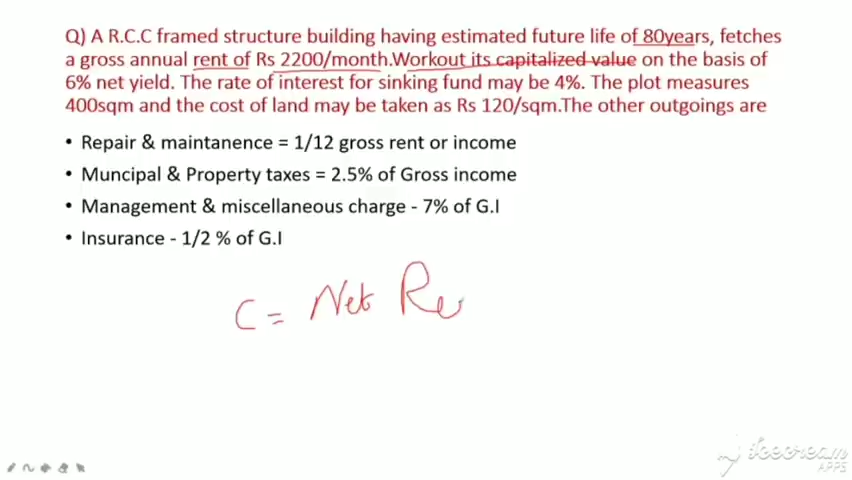 Q) A R.C.C framed structure building having estimated future life of 80years, fetches
a gross annual rent of Rs 2200/month.Workout its capitalized value on the basis of
6% net yield. The rate of interest for sinking fund may be 4%. The plot measures
400sqm and the cost of land may be taken as Rs 120/sqm.The other outgoings are
• Repair & maintanence = 1/12 gross rent or income
• Muncipal & Property taxes = 2.5% of Gross income
• Management & miscellaneous charge - 7% of G.I
• Insurance - 1/2 % of G.I
C = Net Re
Icecream
APPS